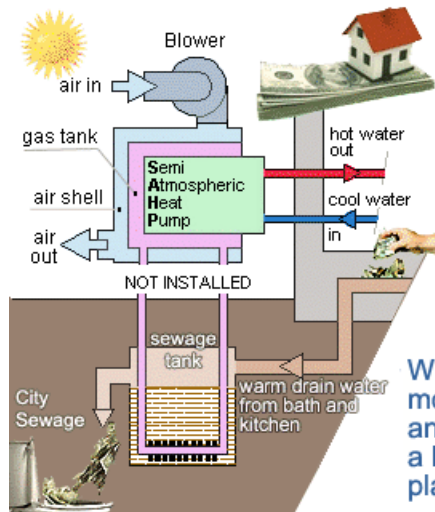 Blower
air in
gas tank
hot water
out
Semi
Atmospheric
Heat
Pump
air shell
cool water
in
air
out
NOT INSTALLED
sewage
tank
warm drain water
from bath and
kitchen
City
Sewage